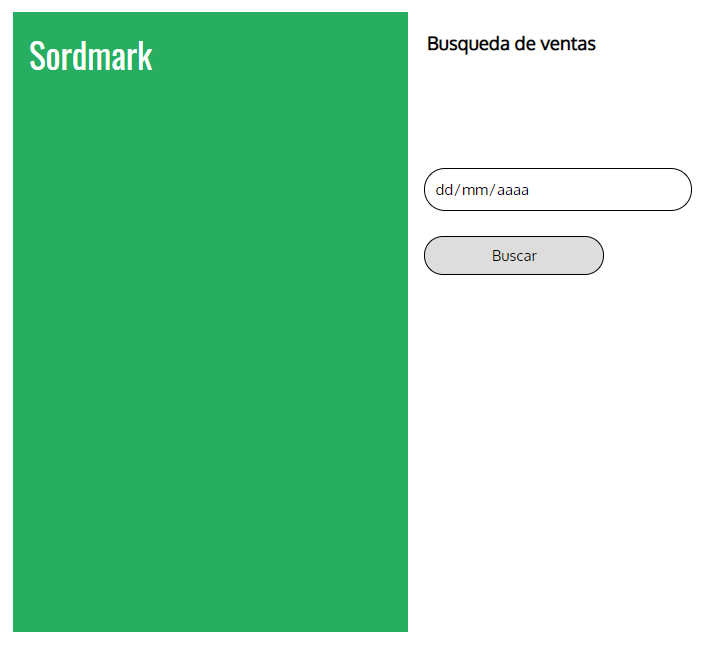 Sordmark
Busqueda de ventas
dd/mm/aaaa
Buscar